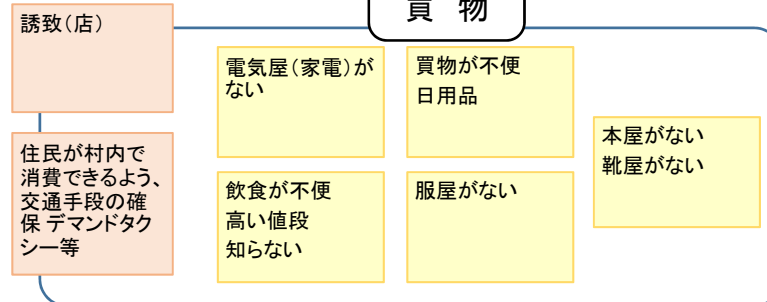 買 物
誘致(店)
電気屋(家電)が
ない
買物が不便
日用品
本屋がない
靴屋がない
住民が村内で
消費できるよう、
交通手段の確
保 デマンドタク
シー等
飲食が不便
高い値段
知らない
服屋がない